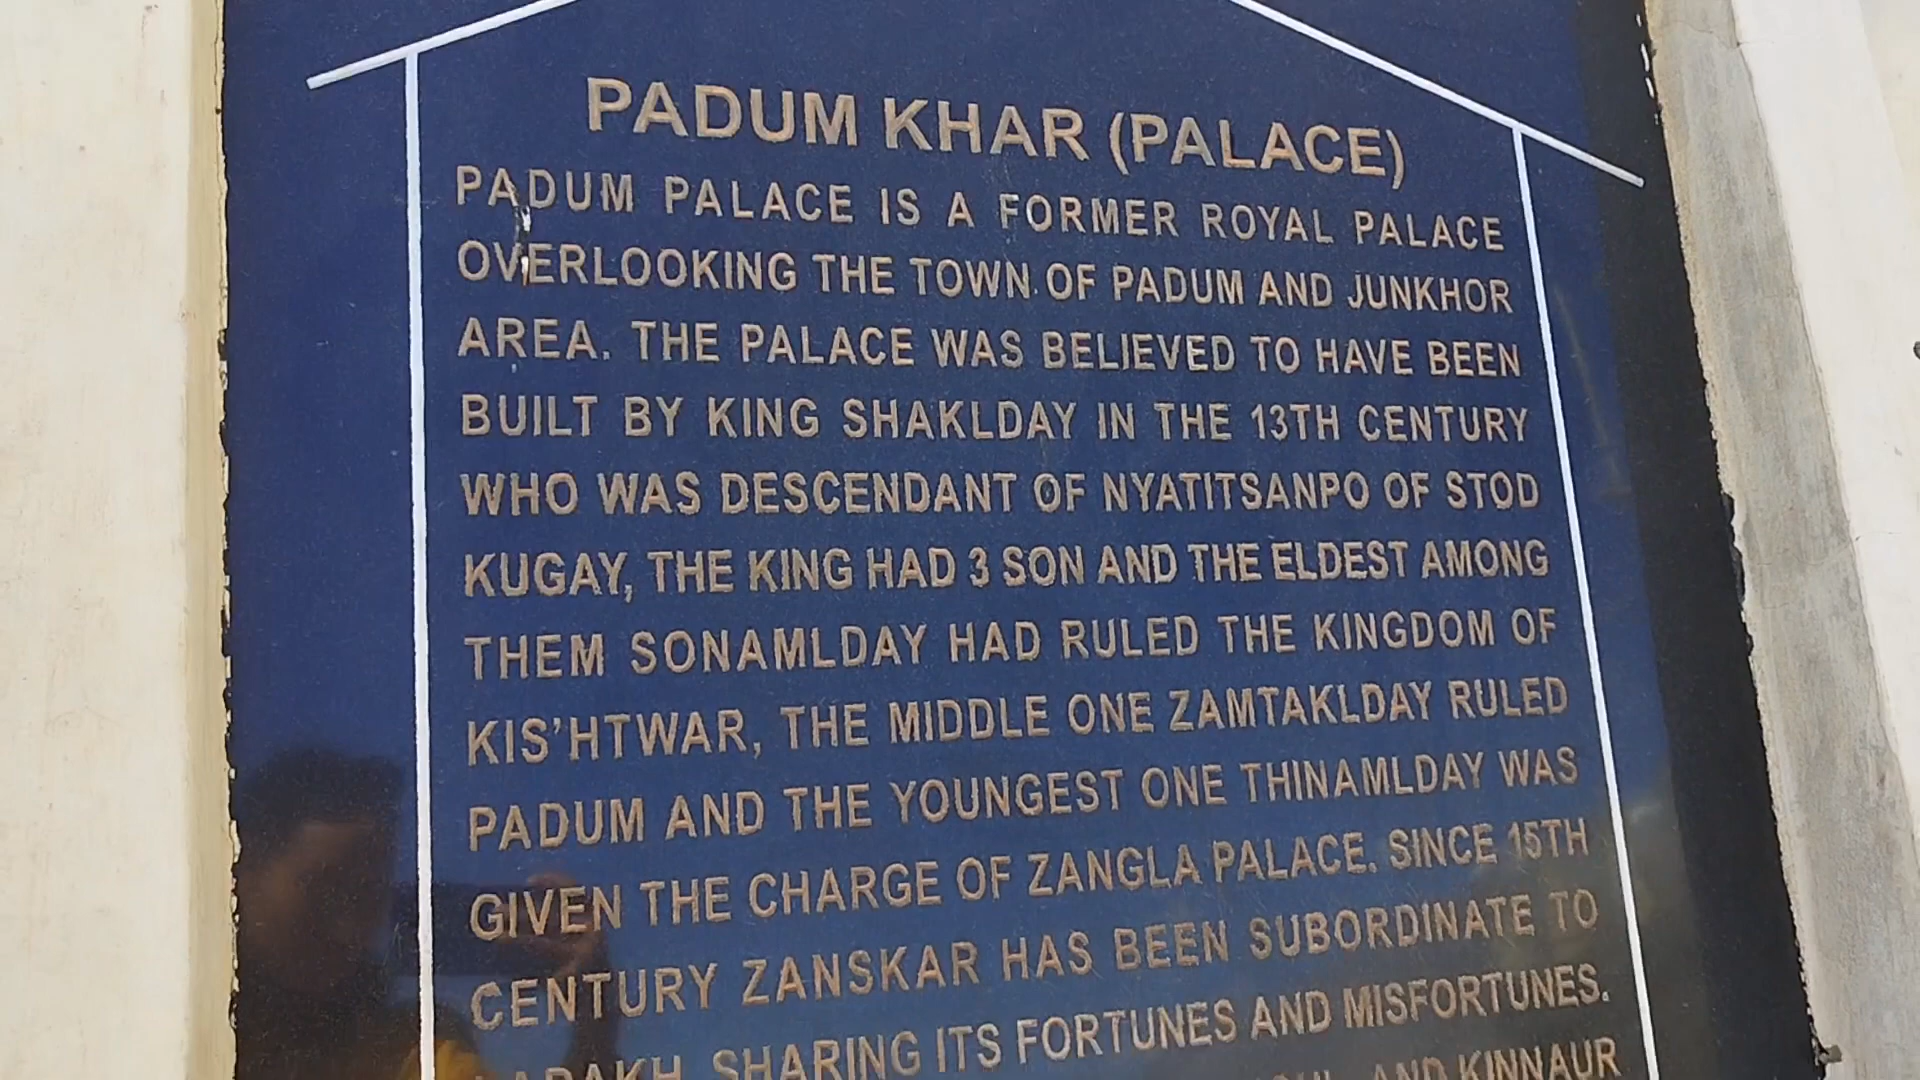 PADUM KHAR (PALACE)
PADUM PALACE IS A FORMER ROYAL PALACE
OVERLOOKING THE TOWN OF PADUM AND JUNKHOR
AREA. THE PALACE WAS BELIEVED TO HAVE BEEN
BUILT BY KING SHAKLDAY IN THE 13TH CENTURY
WHO WAS DESCENDANT OF NYATITSANPO OF STOD
KUGAY, THE KING HAD 3 SON AND THE ELDEST AMONG
THEM SONAMLDAY HAD RULED THE KINGDOM OF
KIS'HTWAR, THE MIDDLE ONE ZAMTAKLDAY RULED
PADUM AND THE YOUNGEST ONE THINAMLDAY WAS
GIVEN THE CHARGE OF ZANGLA PALACE. SINCE 15TH
CENTURY ZANSKAR HAS BEEN SUBORDINATE TO
LADAKH, SHARING ITS FORTUNES AND MISFORTUNES.
AND KINNAUR